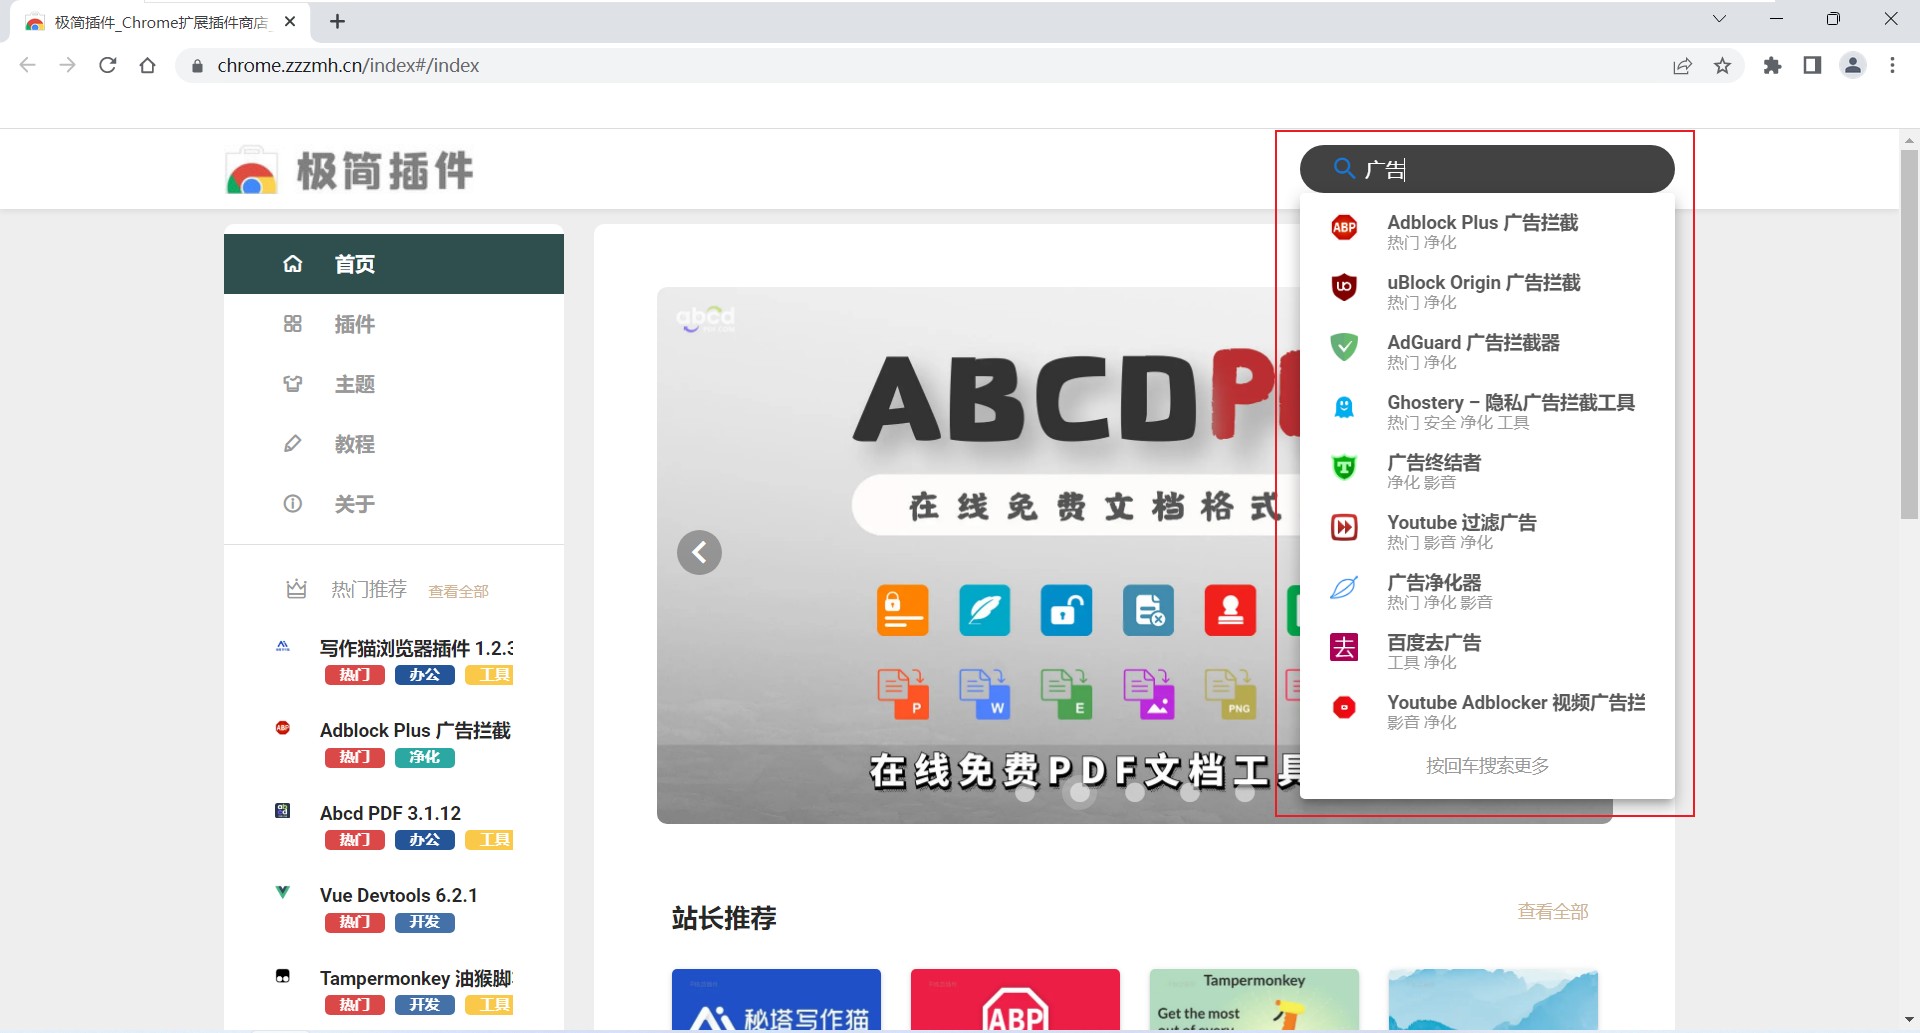 极简插件_Chrome扩展插件商店
chrome.zzzmh.cn/index#/index
极简插件
广告
Adblock Plus 广告拦截
热门 净化
uBlock Origin 广告拦截
热门 净化
AdGuard 广告拦截器
热门 净化
Ghostery – 隐私广告拦截工具
热门 安全 净化 工具
广告终结者
净化 影音
Youtube 过滤广告
热门 影音 净化
广告净化器
热门 净化 影音
去
百度去广告
工具 净化
Youtube Adblocker 视频广告拦
影音 净化
按回车搜索更多
首页
插件
主题
教程
关于
热门推荐 查看全部
写作猫浏览器插件 1.2.3
热门 办公 工具
Adblock Plus 广告拦截
热门 净化
Abcd PDF 3.1.12
热门 办公 工具
Vue Devtools 6.2.1
热门 开发
Tampermonkey 油猴脚
热门 开发 工具
abcd
ABCDP
在线免费文档格式
P W E PNG
在线免费PDF文档工具
站长推荐
查看全部
秘塔写作猫
ABP
Tampermonkey
Get the most
out of every